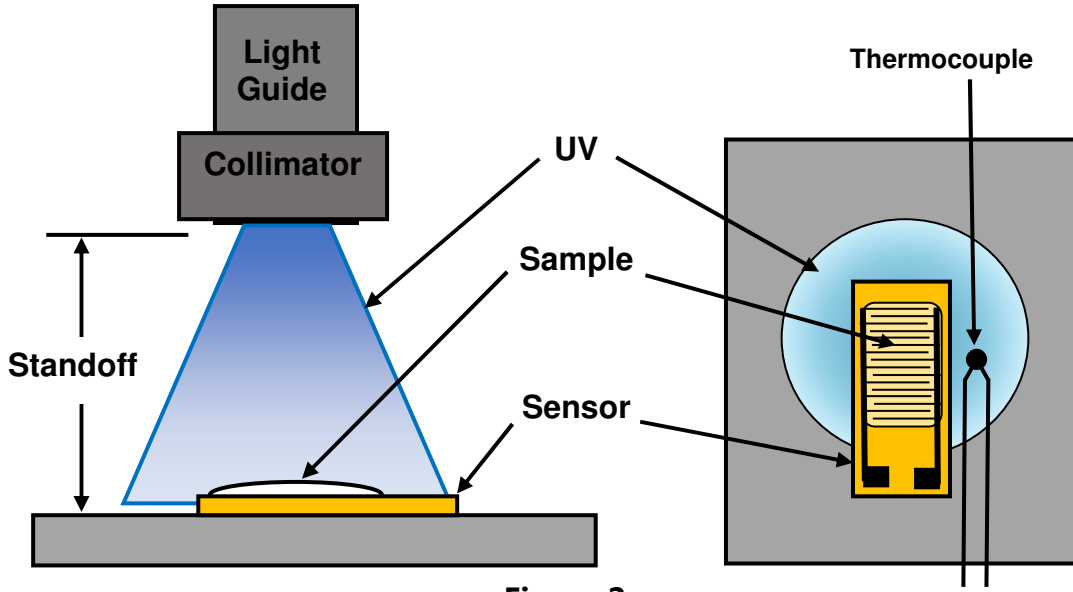 Light
Guide
Thermocouple
Collimator
UV
Sample
Standoff
Sensor